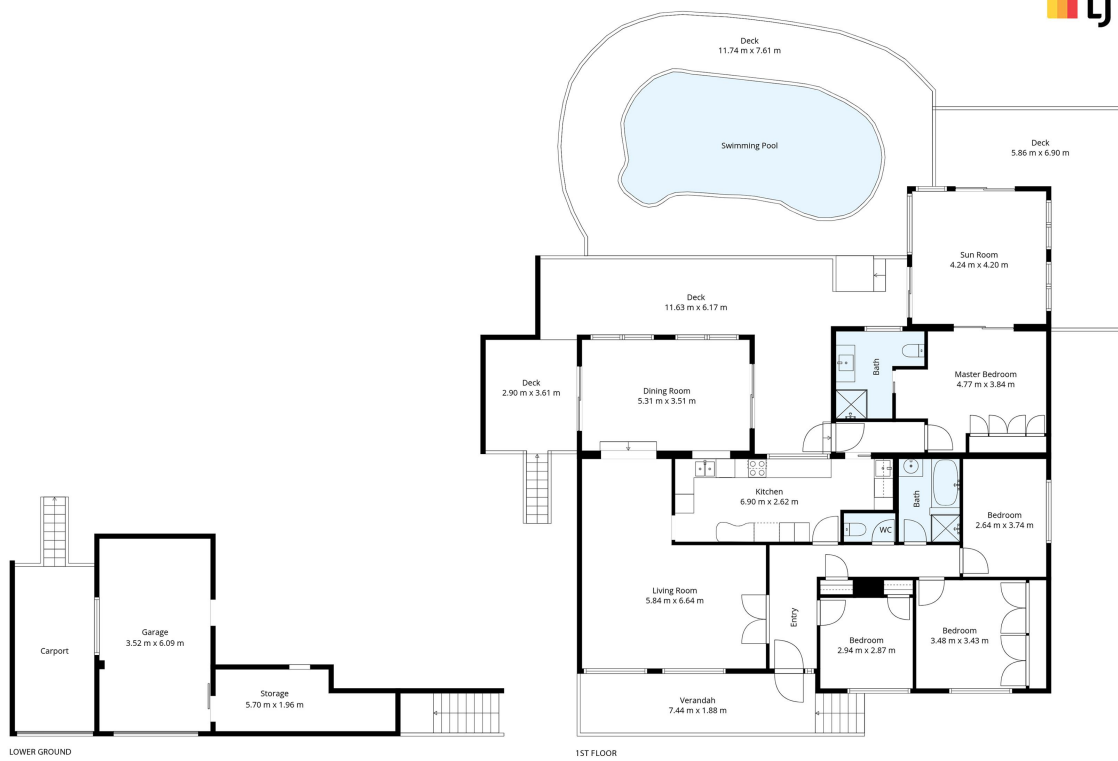 LJ
Deck
11.74 m x 7.61 m
Swimming Pool
Deck
5.86 m x 6.90 m
Sun Room
4.24 m x 4.20 m
Deck
11.63 m x 6.17 m
Deck
2.90 m x 3.61 m
Dining Room
5.31 m x 3.51 m
Bath
Master Bedroom
4.77 m x 3.84 m
Kitchen
6.90 m x 2.62 m
WC
Bath
Bedroom
2.64 m x 3.74 m
Living Room
5.84 m x 6.64 m
Entry
Bedroom
2.94 m x 2.87 m
Bedroom
3.48 m x 3.43 m
Verandah
7.44 m x 1.88 m
Carport
Garage
3.52 m x 6.09 m
Storage
5.70 m x 1.96 m
LOWER GROUND
1ST FLOOR